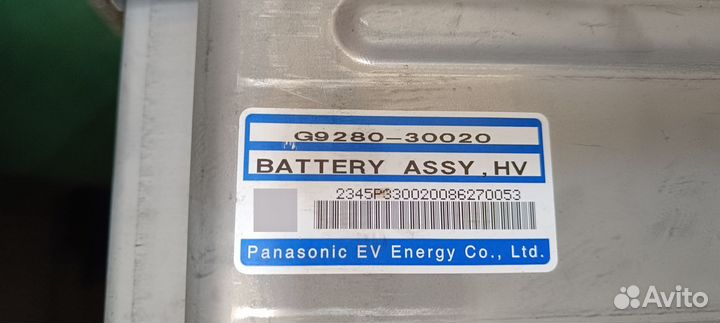 G9280-30020
BATTERY ASSY, HV
2345P330020086270053
Panasonic EV Energy Co., Ltd.
Avito